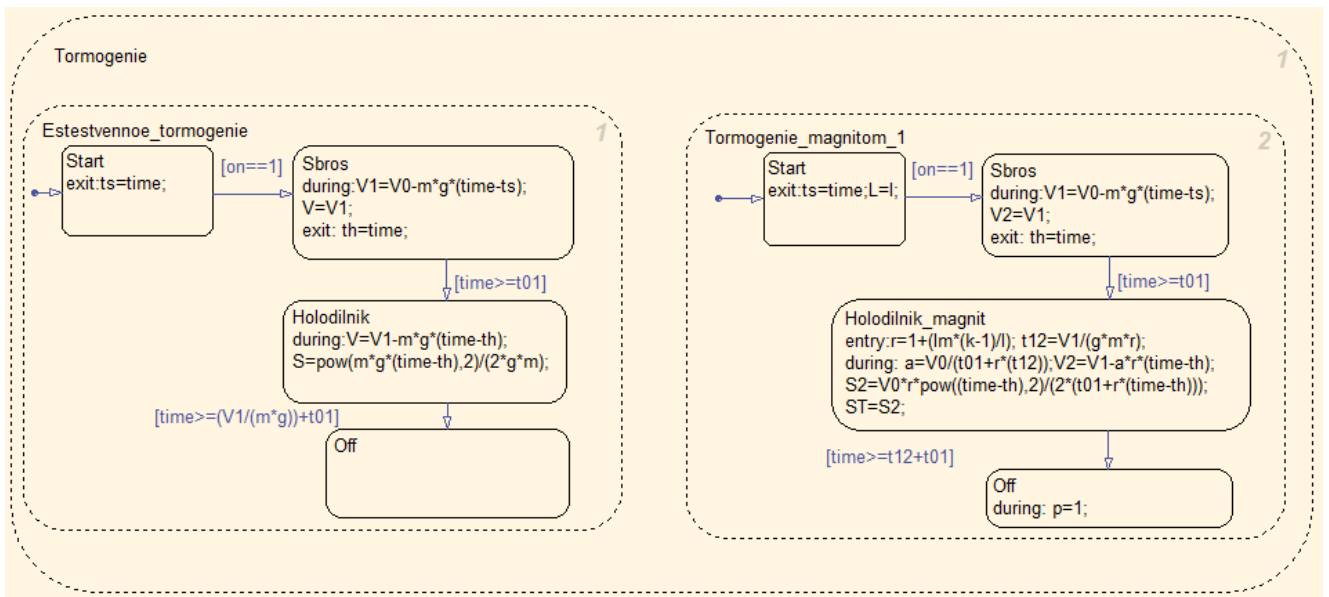 Tormogenie
1
Estestvennoe_tormogenie
1
Start
exit:ts=time;
[on==1]
Sbros
during:V1=V0-m*g*(time-ts);
V=V1;
exit: th=time;
[time>=t01]
Holodilnik
during:V=V1-m*g*(time-th);
S=pow(m*g*(time-th),2)/(2*g*m);
[time>=(V1/(m*g))+t01]
Off
Tormogenie_magnitom_1
2
Start
exit:ts=time;L=l;
[on==1]
Sbros
during:V1=V0-m*g*(time-ts);
V2=V1;
exit: th=time;
[time>=t01]
Holodilnik_magnit
entry:r=1+(lm*(k-1)/l); t12=V1/(g*m*r);
during: a=V0/(t01+r*(t12));V2=V1-a*r*(time-th);
S2=V0*r*pow((time-th),2)/(2*(t01+r*(time-th)));
ST=S2;
[time>=t12+t01]
Off
during: p=1;